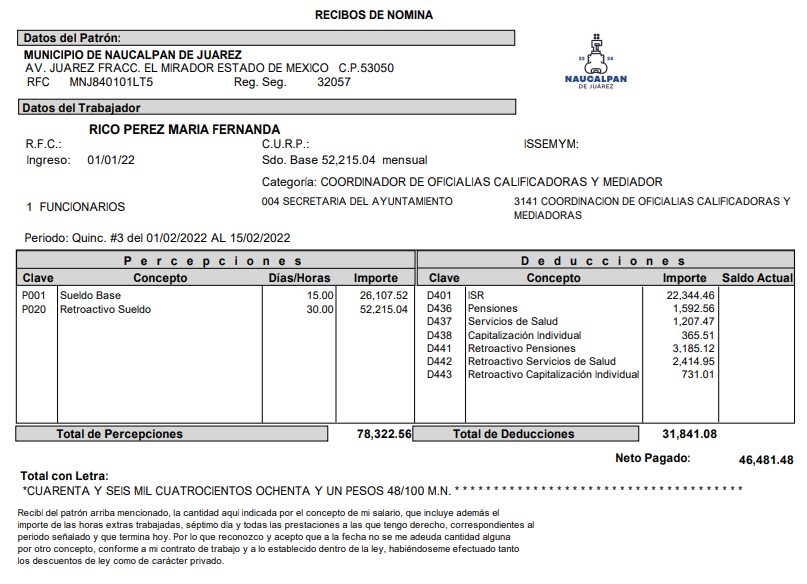 RECIBOS DE NOMINA
Datos del Patrón:
MUNICIPIO DE NAUCALPAN DE JUAREZ
AV. JUAREZ FRACC. EL MIRADOR ESTADO DE MEXICO C.P.53050
RFC MNJ840101LT5 Reg. Seg. 32057
22 24
NAUCALPAN
DE JUÁREZ
Datos del Trabajador
RICO PEREZ MARIA FERNANDA
R.F.C.: C.U.R.P.: ISSEMYM:
Ingreso: 01/01/22 Sdo. Base 52,215.04 mensual
Categoría: COORDINADOR DE OFICIALIAS CALIFICADORAS Y MEDIADOR
1 FUNCIONARIOS 004 SECRETARIA DEL AYUNTAMIENTO 3141 COORDINACION DE OFICIALIAS CALIFICADORAS Y
MEDIADORAS
Periodo: Quinc. #3 del 01/02/2022 AL 15/02/2022
Percepciones Deducciones
Clave Concepto Días/Horas Importe Clave Concepto Importe Saldo Actual
P001 Sueldo Base 15.00 26,107.52 D401 ISR 22,344.46
P020 Retroactivo Sueldo 30.00 52,215.04 D436 Pensiones 1,592.56
D437 Servicios de Salud 1,207.47
D438 Capitalización Individual 365.51
D441 Retroactivo Pensiones 3,185.12
D442 Retroactivo Servicios de Salud 2,414.95
D443 Retroactivo Capitalización Individual 731.01
Total de Percepciones 78,322.56 Total de Deducciones 31,841.08
Neto Pagado: 46,481.48
Total con Letra:
*CUARENTA Y SEIS MIL CUATROCIENTOS OCHENTA Y UN PESOS 48/100 M.N. * * * * * * * * * * * * * * * * * * * * * * * * * * * * * * * * * * * * *
Recibí del patrón arriba mencionado, la cantidad aquí indicada por el concepto de mi salario, que incluye además el
importe de las horas extras trabajadas, séptimo día y todas las prestaciones a las que tengo derecho, correspondientes al
periodo señalado y que termina hoy. Por lo que reconozco y acepto que a la fecha no se me adeuda cantidad alguna
por otro concepto, conforme a mi contrato de trabajo y a lo establecido dentro de la ley, habiéndoseme efectuado tanto
los descuentos de ley como de carácter privado.